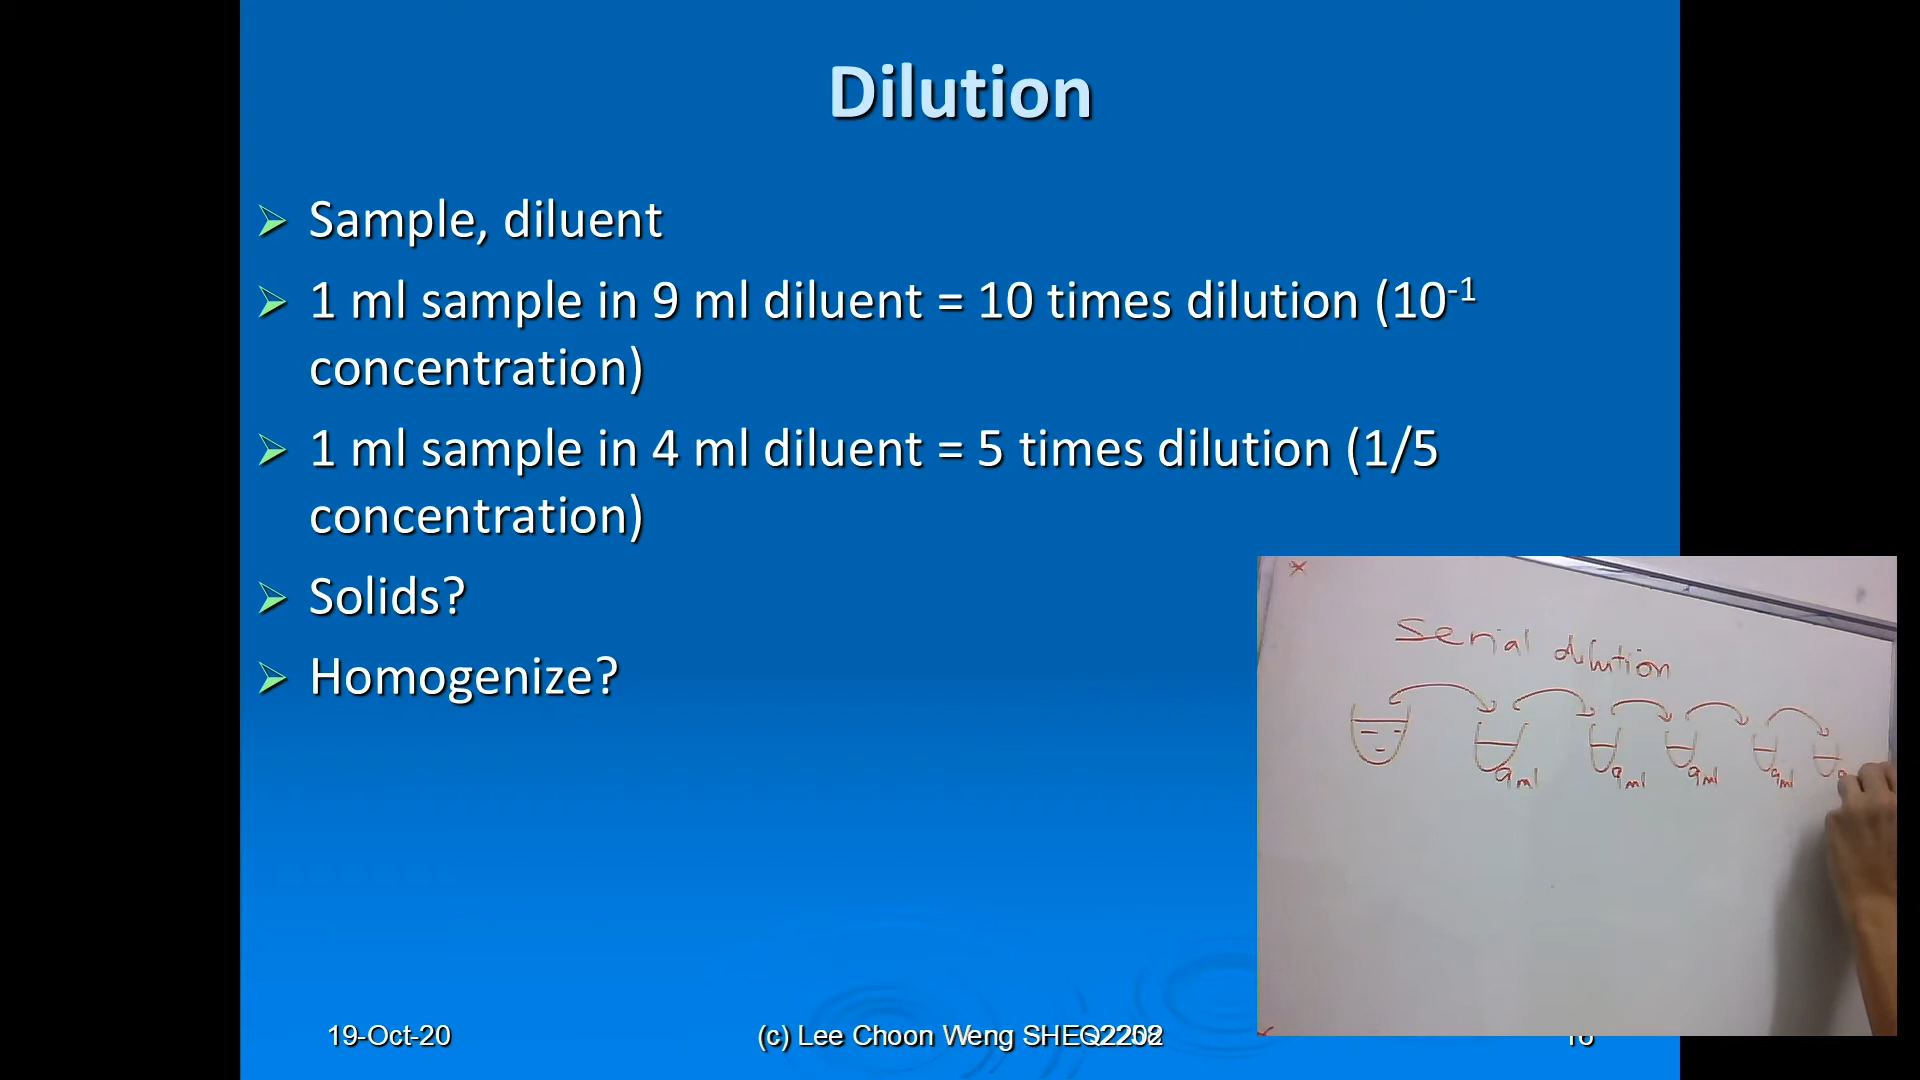 Dilution
Sample, diluent
1 ml sample in 9 ml diluent = 10 times dilution (10⁻¹
concentration)
1 ml sample in 4 ml diluent = 5 times dilution (1/5
concentration)
Solids?
Homogenize?
Serial dilution
9ml 9ml 9ml 9ml
19-Oct-20
(c) Lee Choon Weng